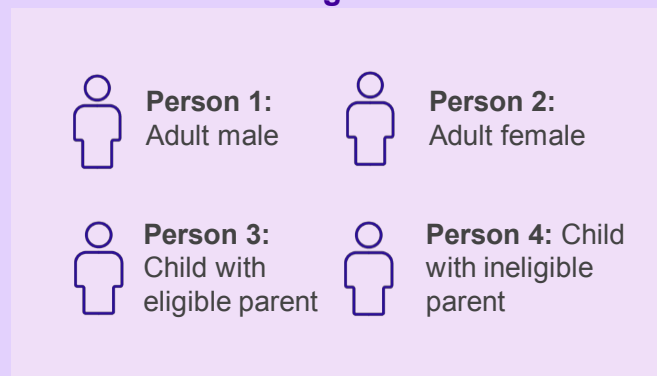 Person 1:
Adult male
Person 2:
Adult female
Person 3:
Child with
eligible parent
Person 4: Child
with ineligible
parent